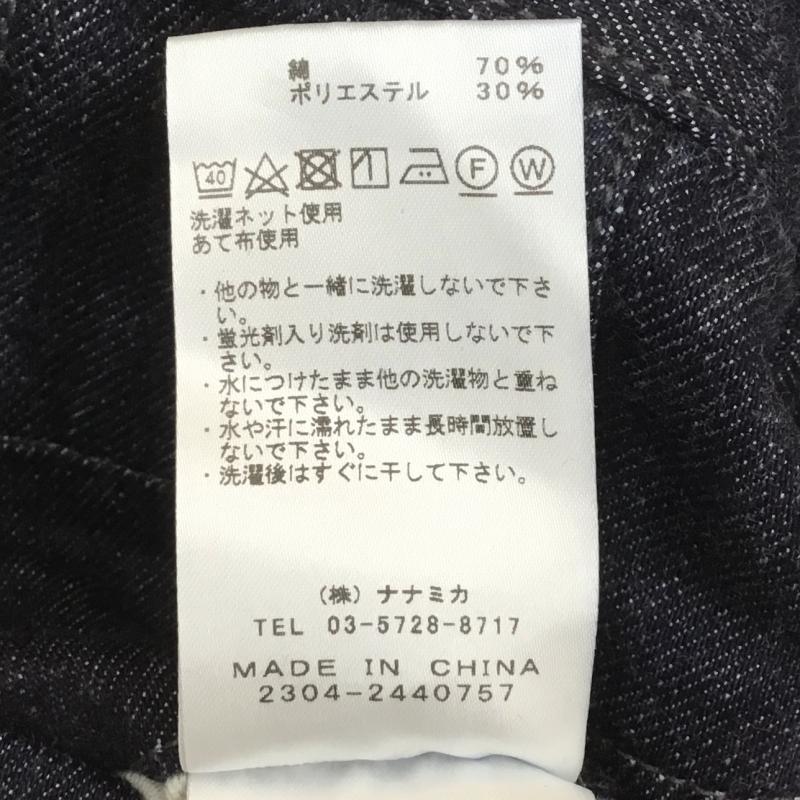 綿 70%
ポリエステル 30%
40 F W
洗濯ネット使用
あて布使用
・他の物と一緒に洗濯しないで下さ
い。
・蛍光剤入り洗剤は使用しないで下
さい。
・水につけたまま他の洗濯物と重ね
ないで下さい。
・水や汗に濡れたまま長時間放置し
ないで下さい。
・洗濯後はすぐに干して下さい。
(株) ナナミカ
TEL 03-5728-8717
MADE IN CHINA
2304-2440757